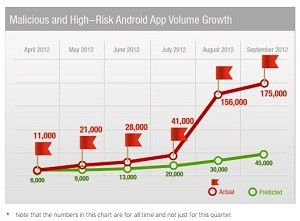 Malicious and High-Risk Android App Volume Growth
April 2012 May 2012 June 2012 July 2012 August 2012 September 2012
175,000
156,000
41,000
28,000
21,000
11,000
6,000 9,000 13,000 20,000 30,000 45,000
Actual Predicted
* Note that the numbers in this chart are for all time and not just for this quarter.